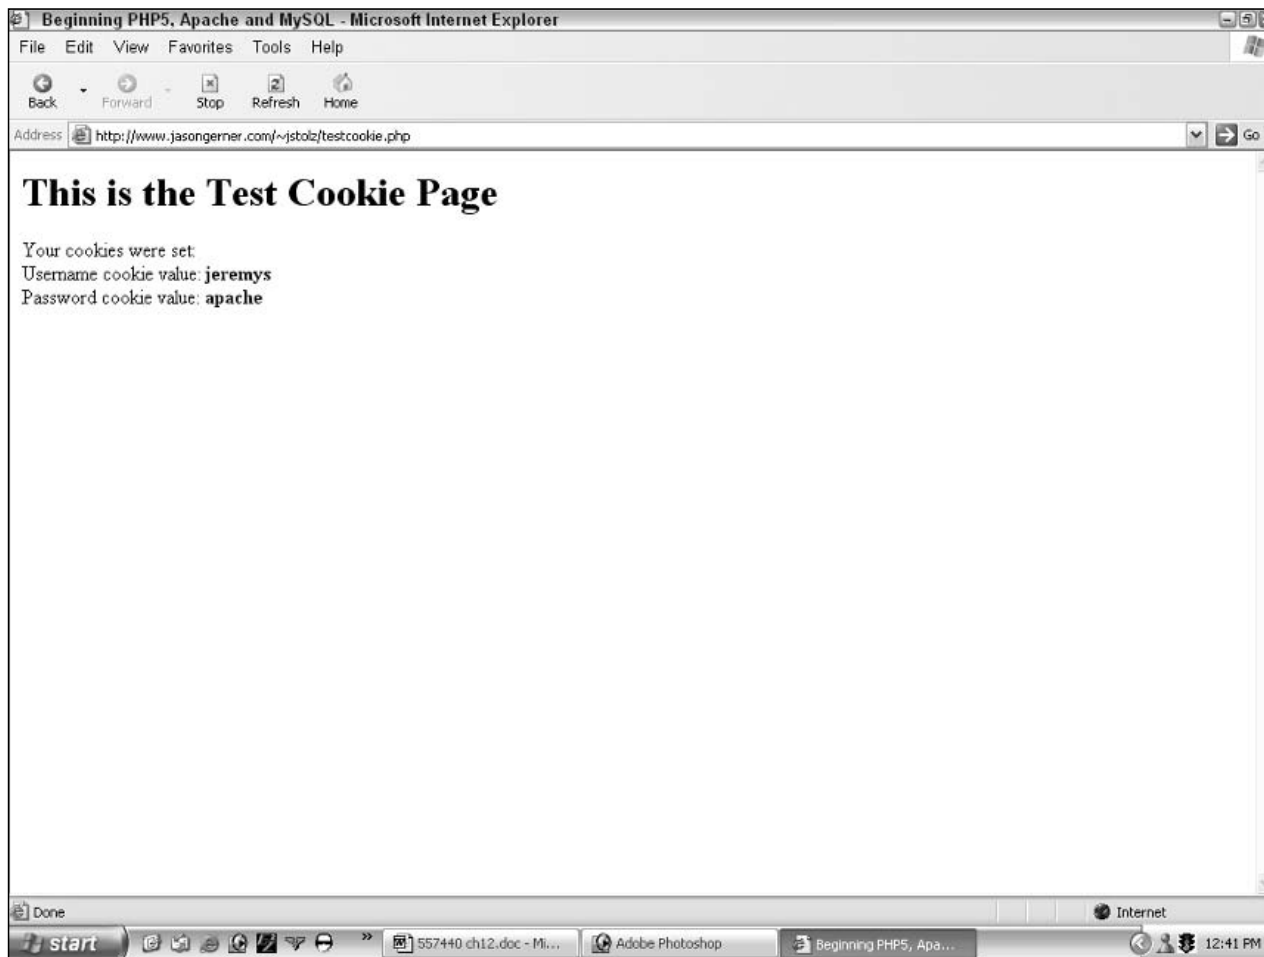 Beginning PHP5, Apache and MySQL - Microsoft Internet Explorer
File Edit View Favorites Tools Help
Back Forward Stop Refresh Home
Address http://www.jasongerner.com/~jstolz/testcookie.php Go
This is the Test Cookie Page
Your cookies were set:
Username cookie value: jeremys
Password cookie value: apache
Done Internet
start » 557440 ch12.doc - Mi... Adobe Photoshop Beginning PHP5, Apa... 12:41 PM